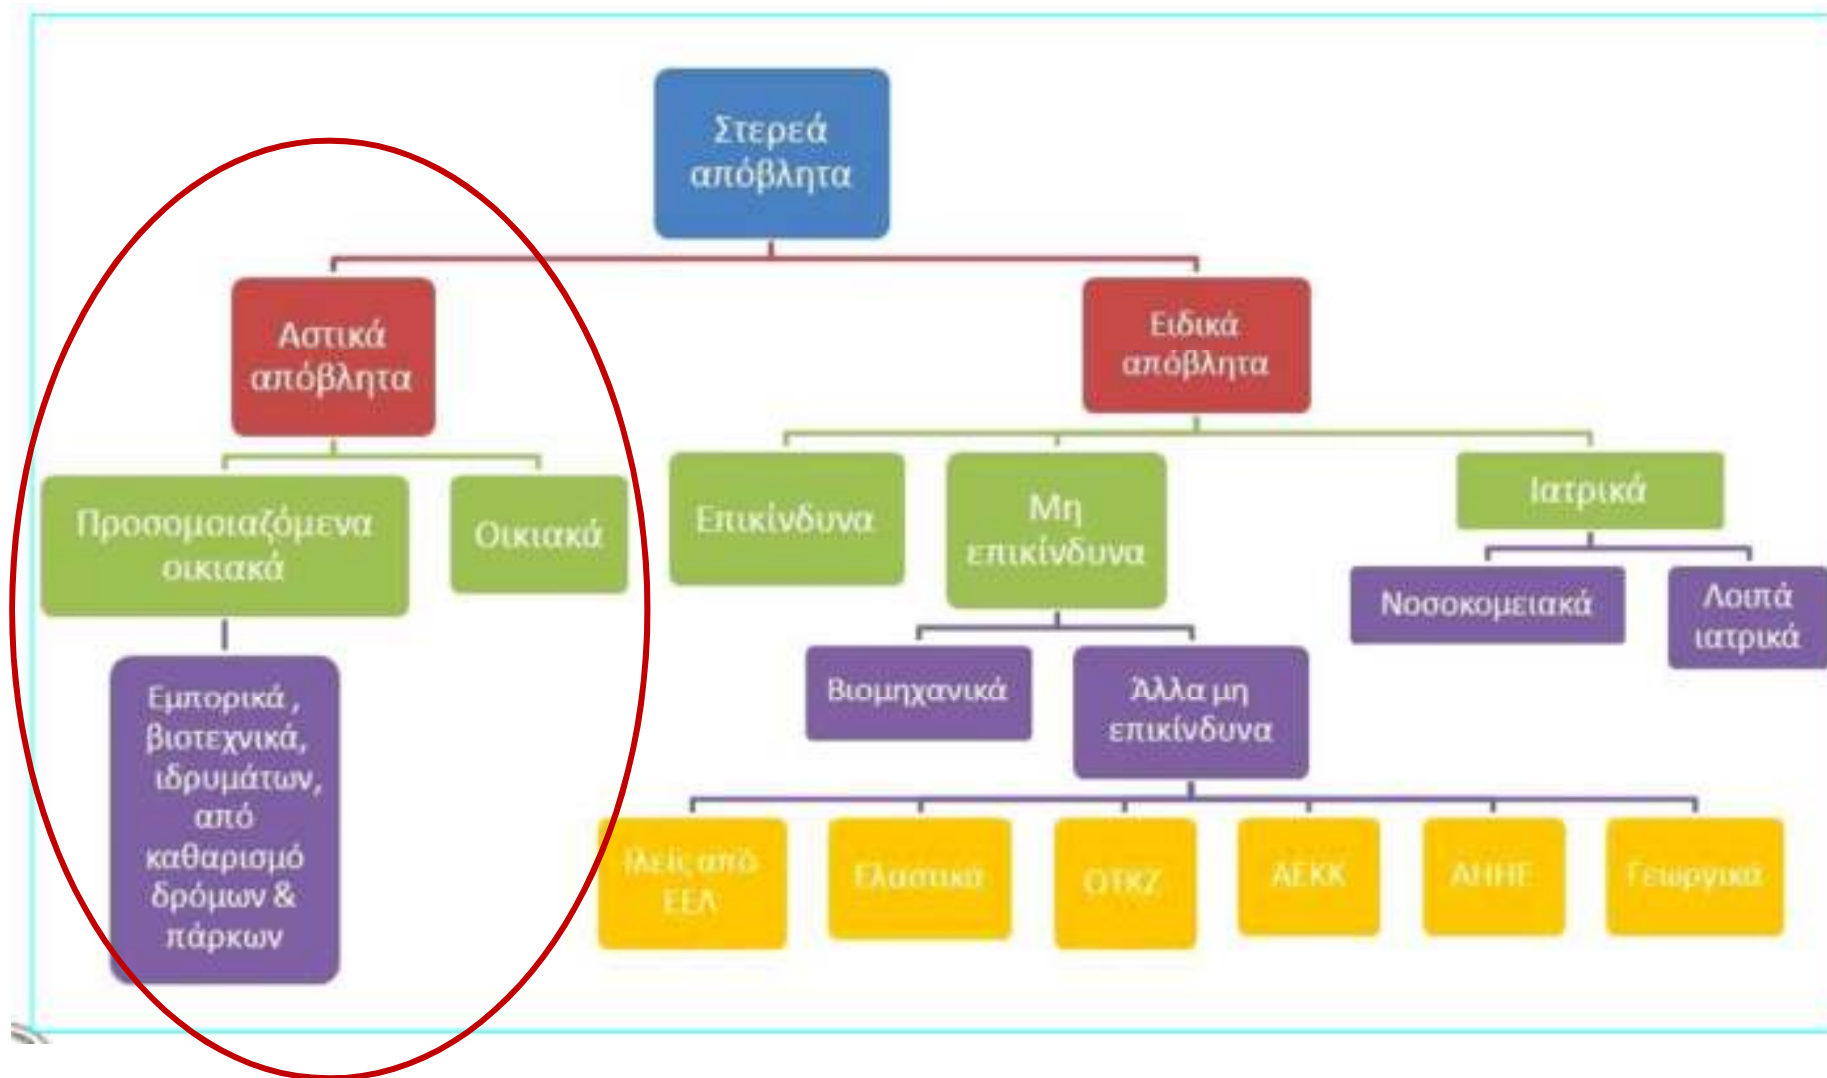 Στερεά
απόβλητα
Αστικά
απόβλητα
Ειδικά
απόβλητα
Προσομοιαζόμενα
οικιακά
Οικιακά
Επικίνδυνα
Μη
επικίνδυνα
Ιατρικά
Εμπορικά ,
βιοτεχνικά,
ιδρυμάτων,
από
καθαρισμό
δρόμων &
πάρκων
Βιομηχανικά
Άλλα μη
επικίνδυνα
Νοσοκομειακά
Λοιπά
ιατρικά
Ιλείς από
ΕΕΛ
Ελαστικά
ΟΤΚΖ
ΑΕΚΚ
ΑΗΗΕ
Γεωργικά